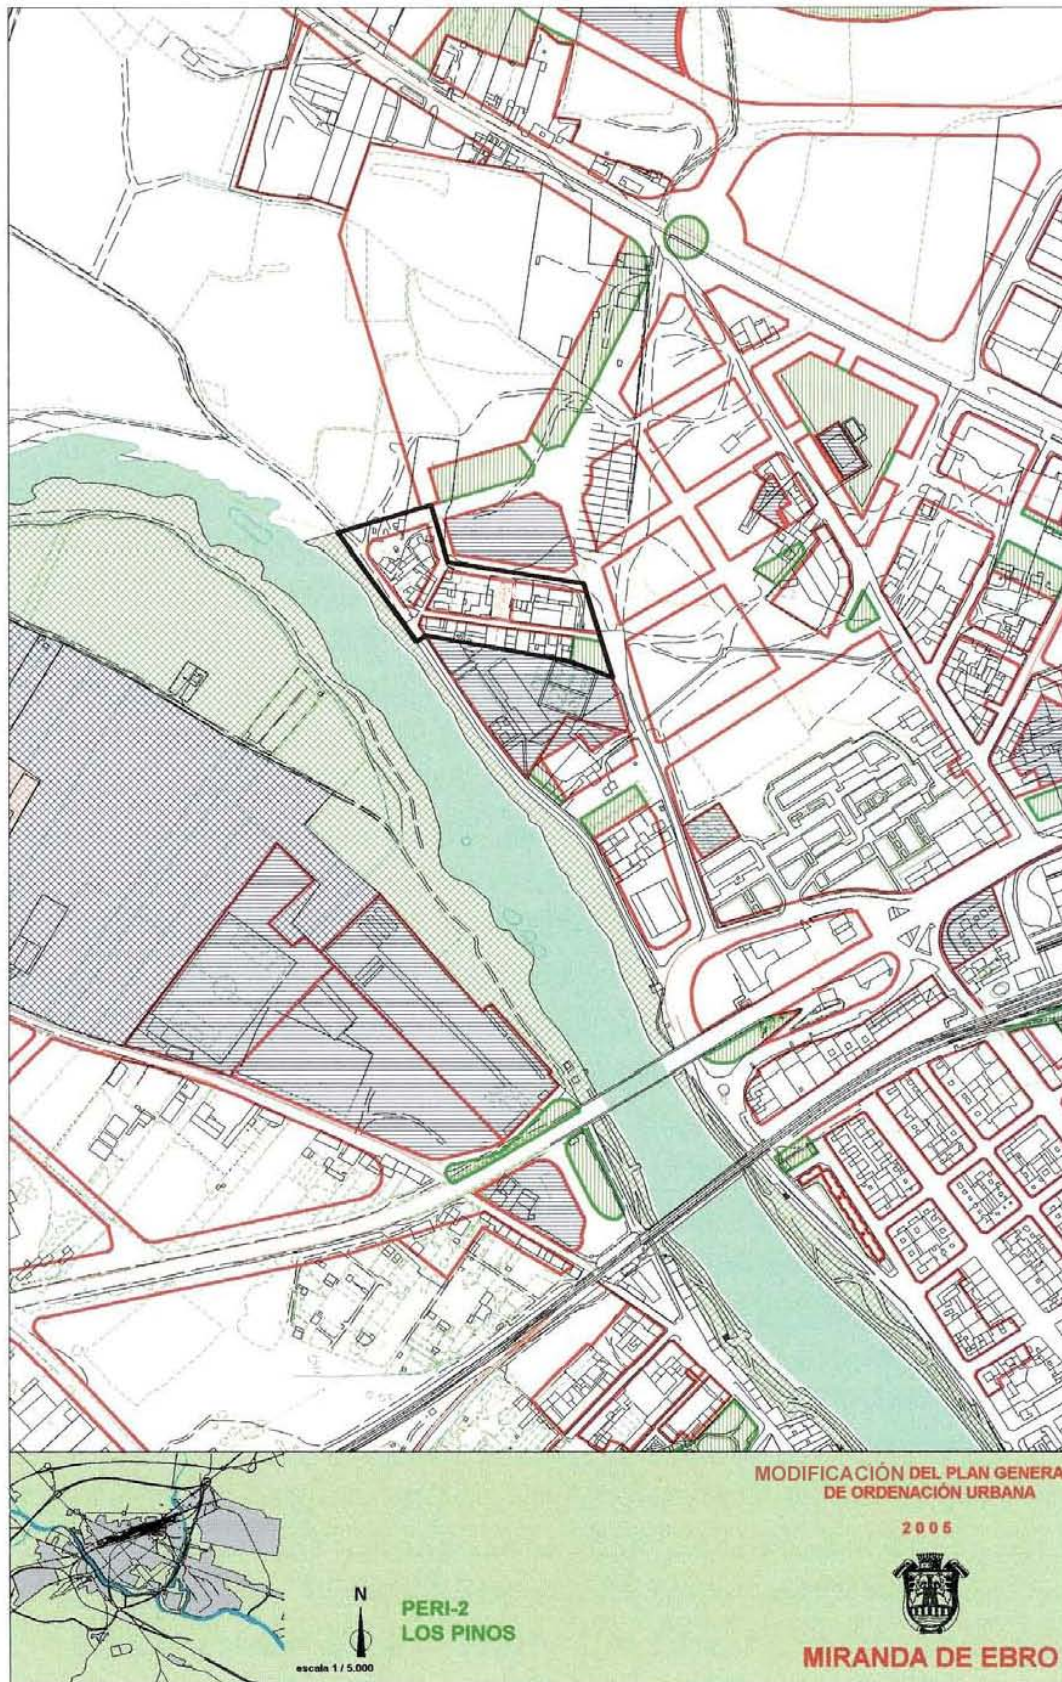 MODIFICACIÓN DEL PLAN GENERA
DE ORDENACIÓN URBANA
2005
N
escala 1 / 5.000
PERI-2
LOS PINOS
MIRANDA DE EBRO